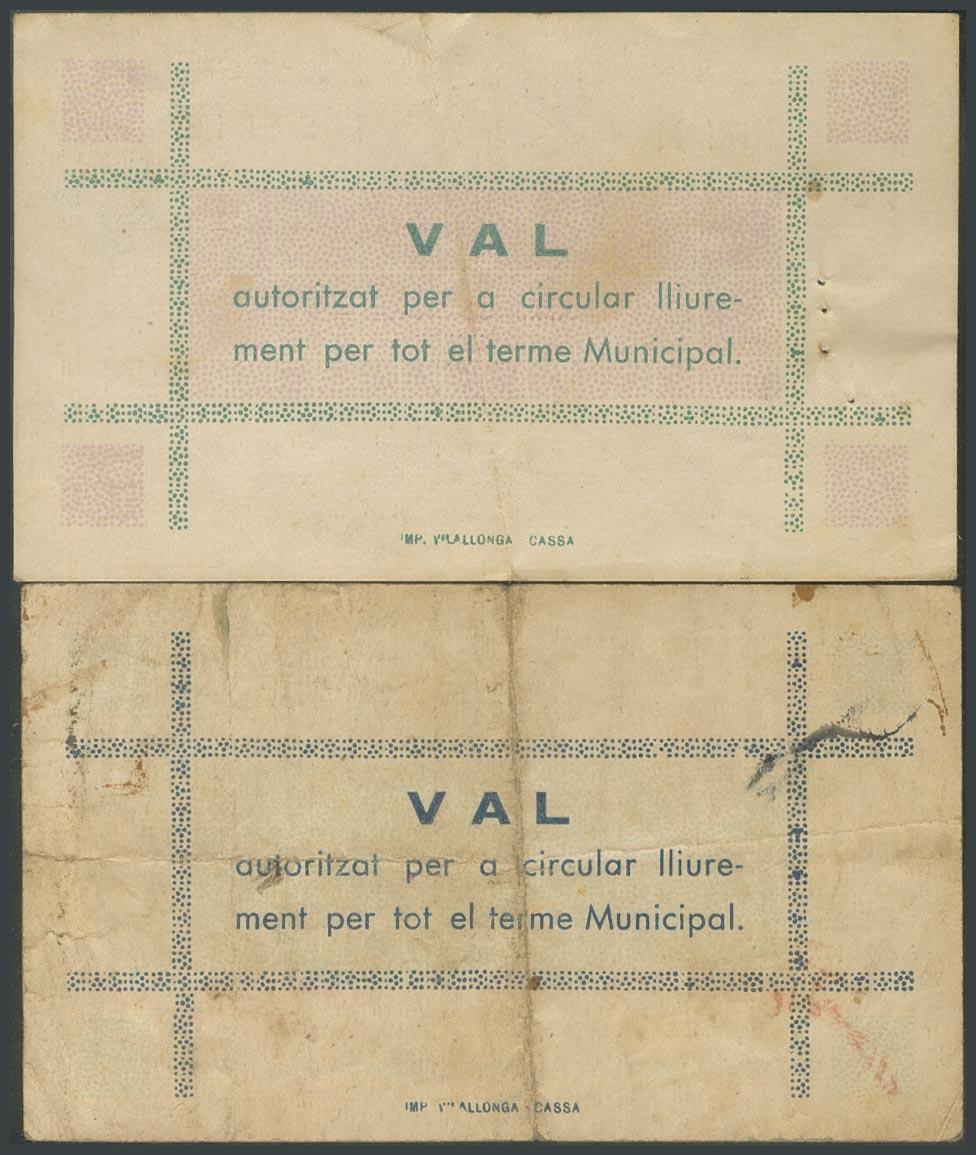 VAL
autoritzat per a circular lliure-
ment per tot el terme Municipal.
IMP. VILALLONGA - CASSA
VAL
autoritzat per a circular lliure-
ment per tot el terme Municipal.
IMP VILALLONGA - CASSA